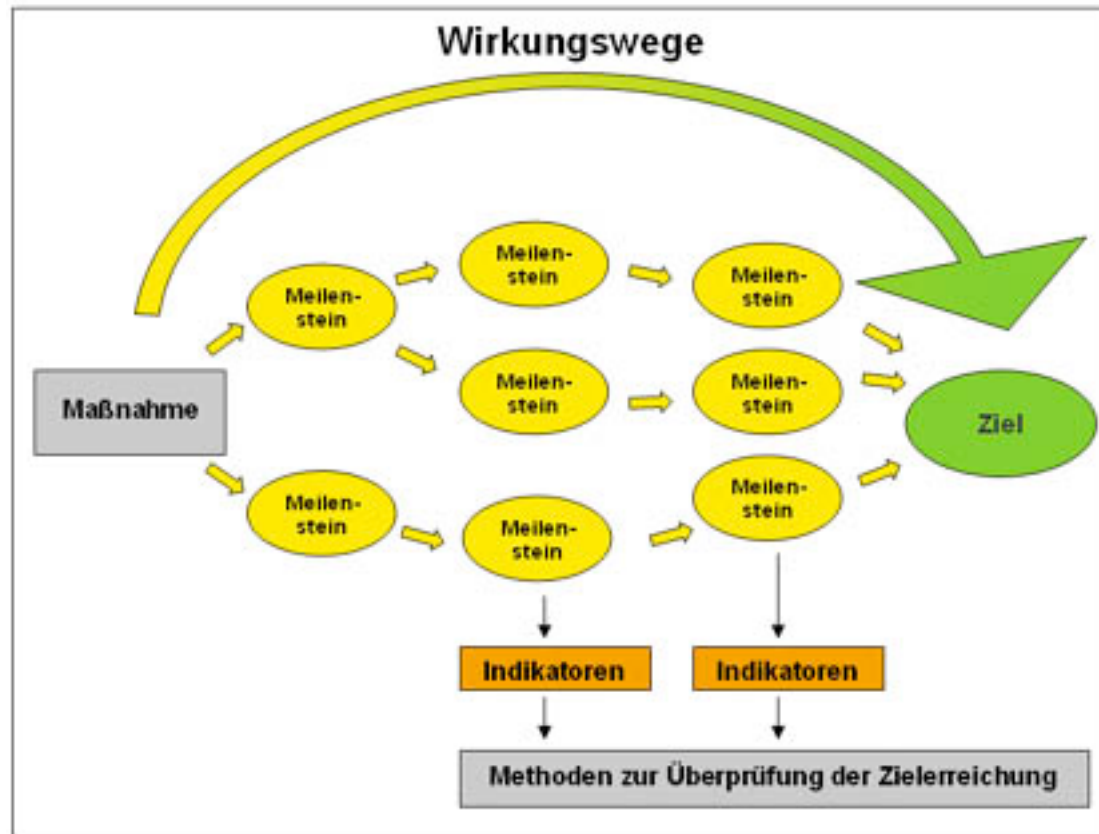 Wirkungswege
Meilen-
stein
Meilen-
stein
Meilen-
stein
Meilen-
stein
Meilen-
stein
Maßnahme
Ziel
Meilen-
stein
Meilen-
stein
Meilen-
stein
Indikatoren
Indikatoren
Methoden zur Überprüfung der Zielerreichung